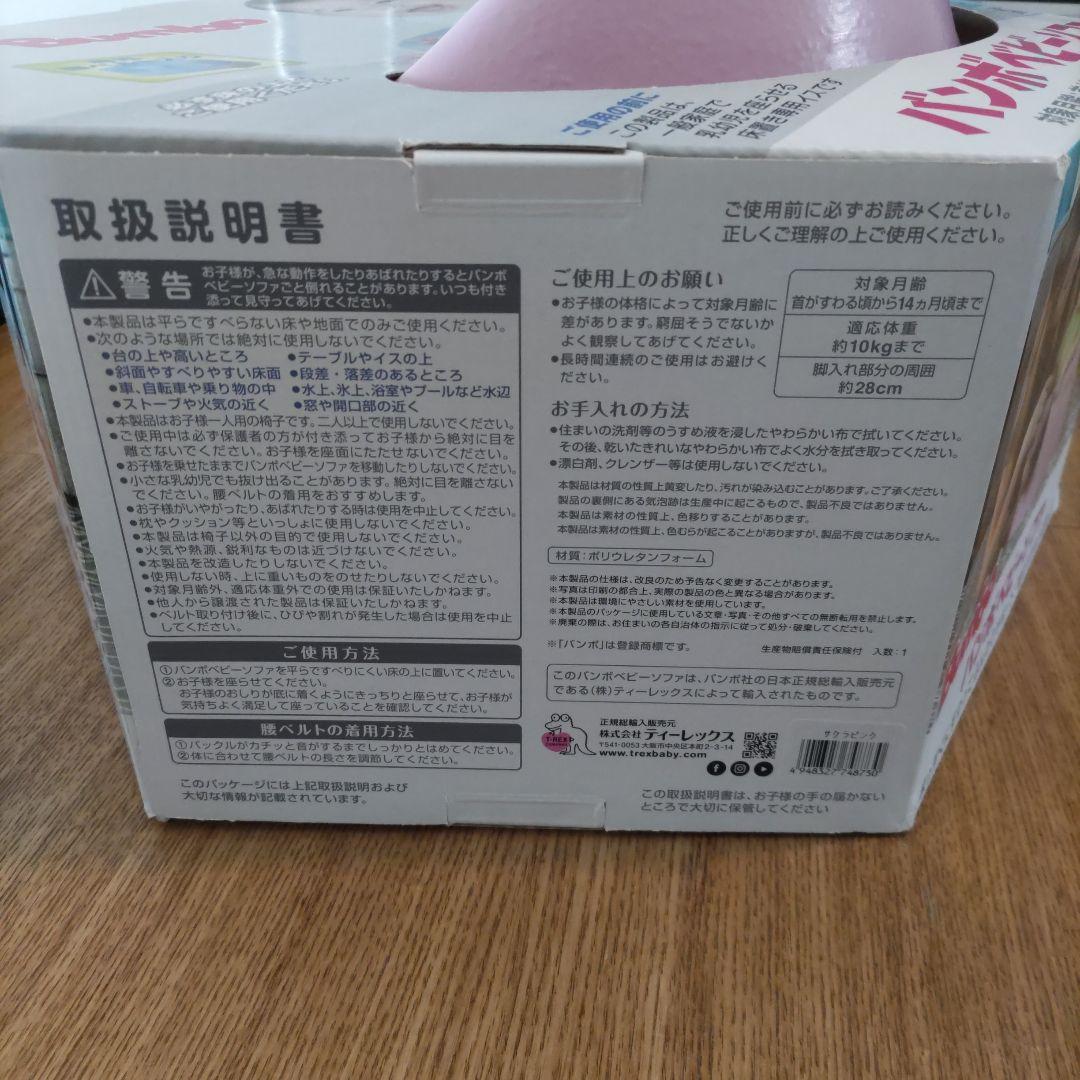 Bumbo
ご使用の前に
この製品は、
一般家庭で
乳幼児を座らせる
床置き専用イスです
バンボベビーソフ
取扱説明書
ご使用前に必ずお読みください。
正しくご理解の上ご使用ください。
警告
お子様が、急な動作をしたりあばれたりするとバンボ
ベビーソファごと倒れることがあります。いつも付き
添って見守ってあげてください。
●本製品は平らですべらない床や地面でのみご使用ください。
●次のような場所では絶対に使用しないでください。
●台の上や高いところ ●テーブルやイスの上
●斜面やすべりやすい床面 ●段差・落差のあるところ
●車、自転車や乗り物の中 ●水上、氷上、浴室やプールなど水辺
●ストーブや火気の近く ●窓や開口部の近く
●本製品はお子様一人用の椅子です。二人以上で使用しないでください。
●ご使用中は必ず保護者の方が付き添ってお子様から絶対に目を
離さないでください。お子様を座面にたたせないでください。
●お子様を乗せたままでバンボベビーソファを移動したりしないでください。
●小さな乳幼児でも抜け出ることがあります。絶対に目を離さない
でください。腰ベルトの着用をおすすめします。
●お子様がいやがったり、あばれたりする時は使用を中止してください。
●枕やクッション等といっしょに使用しないでください。
●本製品は椅子以外の目的で使用しないでください。
●火気や熱源、鋭利なものは近づけないでください。
●本製品を改造したりしないでください。
●使用しない時、上に重いものをのせたりしないでください。
●対象月齢外、適応体重外での使用は保証いたしかねます。
●他人から譲渡された製品は保証いたしかねます。
●ベルト取り付け後に、ひびや割れが発生した場合は使用を中止
してください。
ご使用方法
①バンボベビーソファを平らですべりにくい床の上に置いてください。
②お子様を座らせてください。
お子様のおしりが底に着くようにきっちりと座らせて、お子様が
気持ちよく満足して座っていることを確認してください。
腰ベルトの着用方法
①バックルがカチッと音がするまでしっかりとはめてください。
②体に合わせて腰ベルトの長さを調節してください。
このパッケージには上記取扱説明および
大切な情報が記載されています。
ご使用上のお願い
●お子様の体格によって対象月齢に
差があります。窮屈そうでないか
よく観察してあげてください。
●長時間連続のご使用はお避けく
ださい。
対象月齢
首がすわる頃から14ヵ月頃まで
適応体重
約10kgまで
脚入れ部分の周囲
約28cm
お手入れの方法
●住まいの洗剤等のうすめ液を浸したやわらかい布で拭いてください。
その後、乾いたきれいなやわらかい布でよく水分を拭き取ってください。
●漂白剤、クレンザー等は使用しないでください。
本製品は材質の性質上黄変したり、汚れが染み込むことがあります。ご了承ください。
製品の裏側にある気泡跡は生産中に起こるもので、製品不良ではありません。
本製品は素材の性質上、色移りすることがあります。
本製品は素材の性質上、色むらが起こることがありますが、製品不良ではありません。
材質：ポリウレタンフォーム
※本製品の仕様は、改良のため予告なく変更することがあります。
※写真は印刷の都合上、実際の製品の色と異なる場合があります。
※本製品は環境にやさしい素材を使用しています。
※本製品のパッケージに使用している文章・写真・その他すべての無断転用を禁止します。
※廃棄の際は、お住まいの各自治体の指示に従って処分・破棄してください。
※「バンボ」は登録商標です。 生産物賠償責任保険付 入数：1
このバンボベビーソファは、バンボ社の日本正規総輸入販売元
である(株)ティーレックスによって輸入されたものです。
T-REX
COMPANY
正規総輸入販売元
株式会社 ティーレックス
〒541-0053 大阪市中央区本町2-3-14
www.trexbaby.com
サクラピンク
4 948327 748750
この取扱説明書は、お子様の手の届かない
ところで大切に保管してください